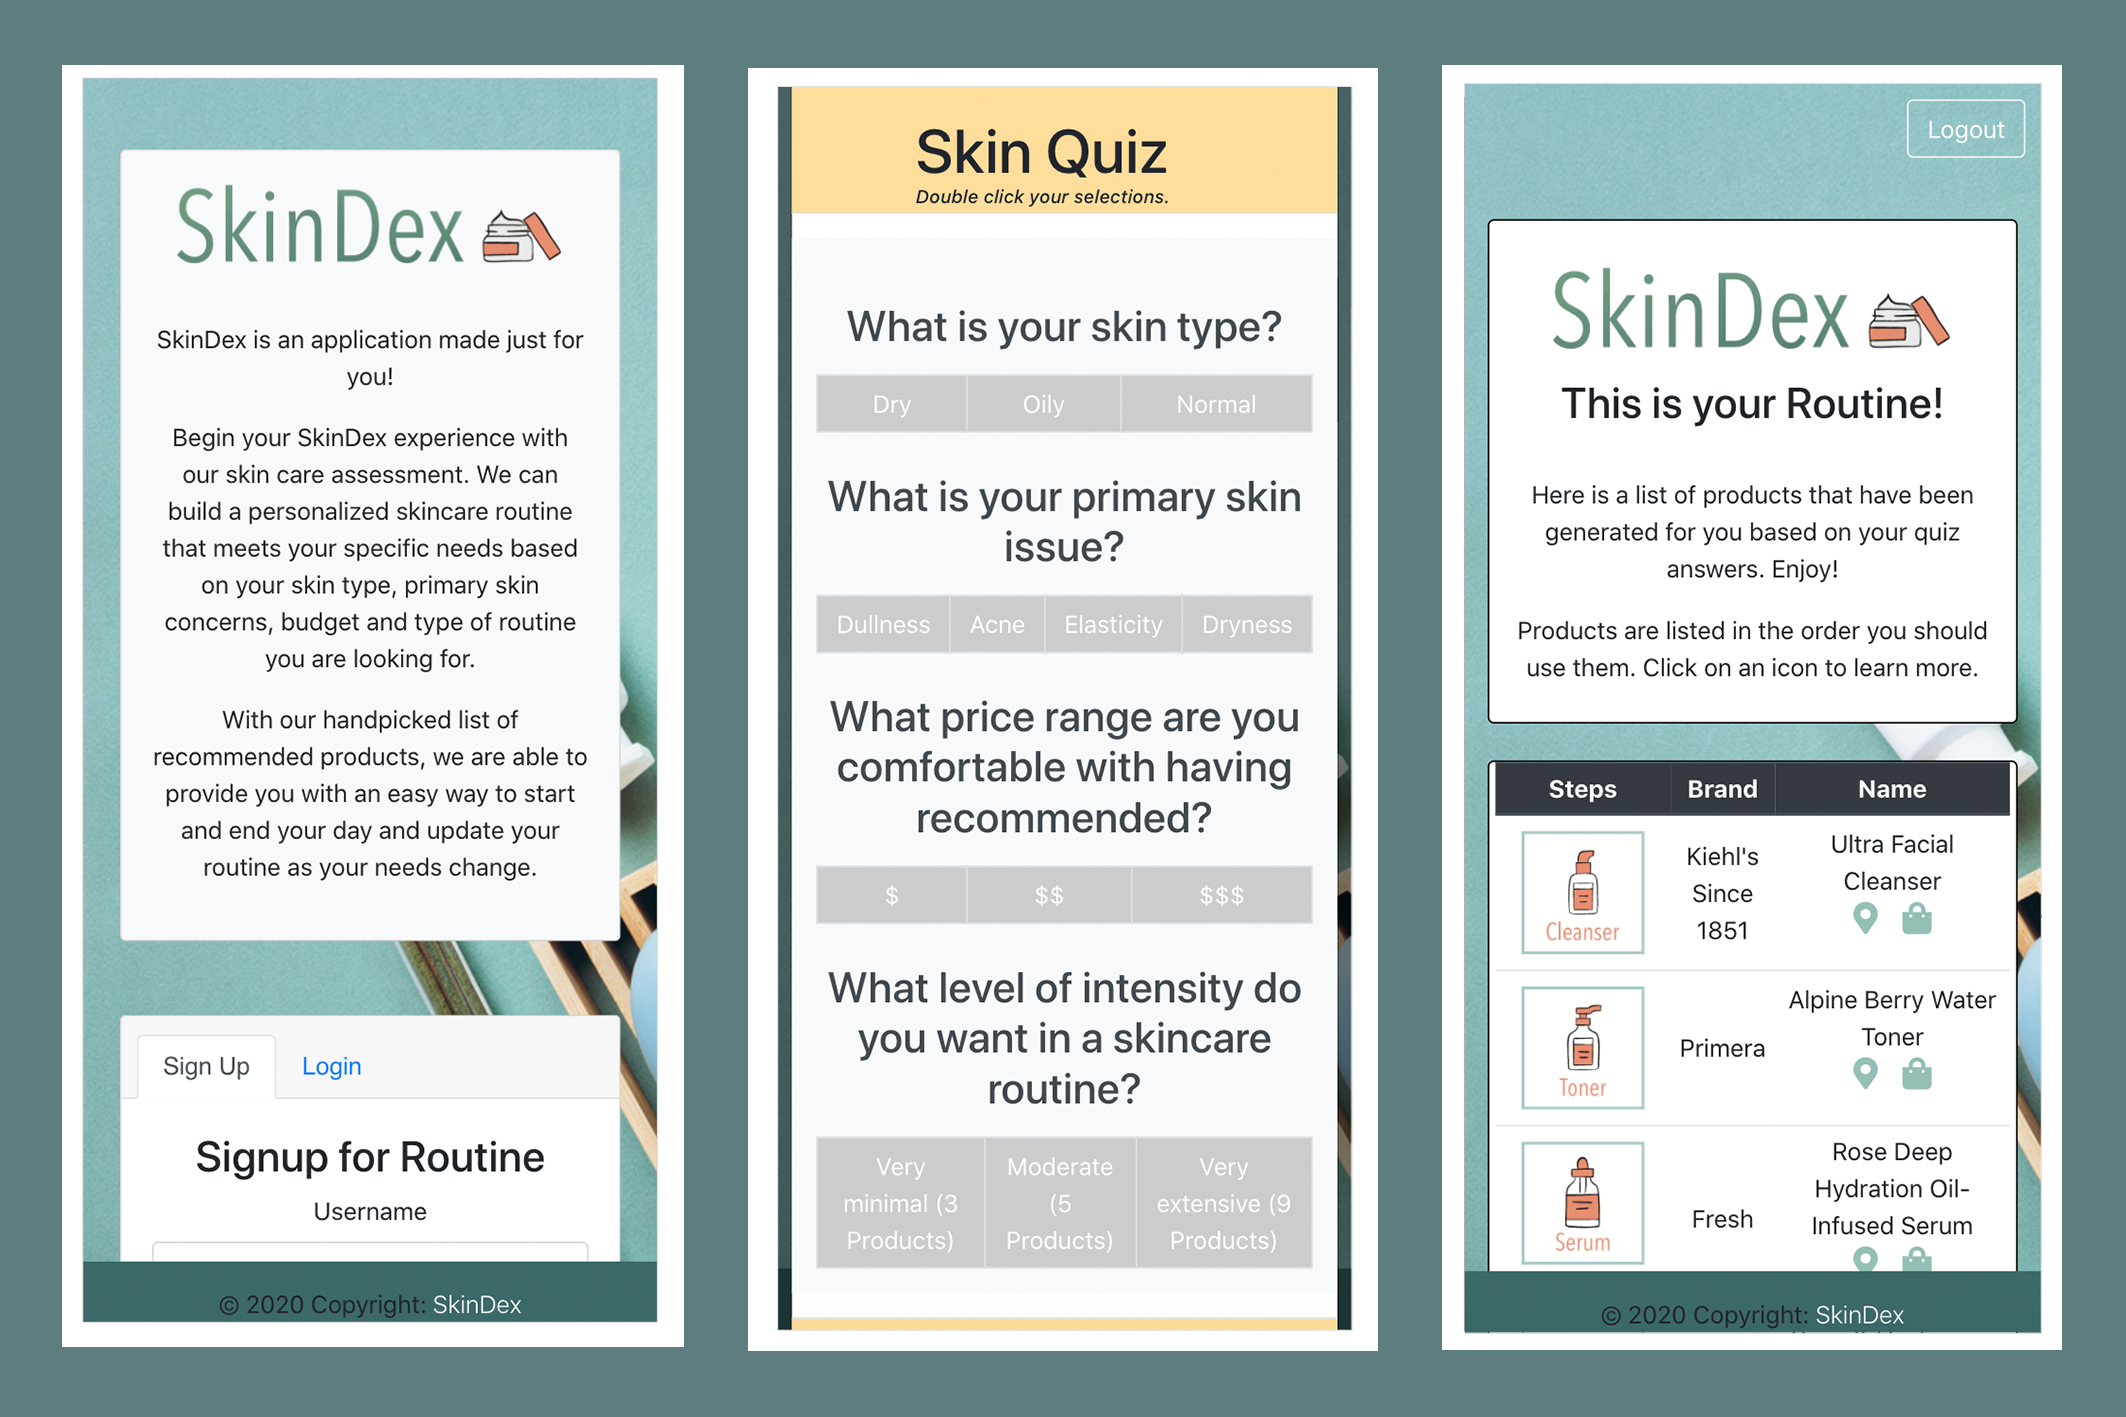 SkinDex
SkinDex is an application made just for
you!
Begin your SkinDex experience with
our skin care assessment. We can
build a personalized skincare routine
that meets your specific needs based
on your skin type, primary skin
concerns, budget and type of routine
you are looking for.
With our handpicked list of
recommended products, we are able to
provide you with an easy way to start
and end your day and update your
routine as your needs change.
Sign Up Login
Signup for Routine
Username
© 2020 Copyright: SkinDex
Skin Quiz
Double click your selections.
What is your skin type?
Dry Oily Normal
What is your primary skin
issue?
Dullness Acne Elasticity Dryness
What price range are you
comfortable with having
recommended?
$ $$ $$$
What level of intensity do
you want in a skincare
routine?
Very Moderate Very
minimal (3 (5 extensive (9
Products) Products) Products)
Logout
SkinDex
This is your Routine!
Here is a list of products that have been
generated for you based on your quiz
answers. Enjoy!
Products are listed in the order you should
use them. Click on an icon to learn more.
Steps Brand Name
Cleanser
Kiehl's
Since
1851
Ultra Facial
Cleanser
Toner
Primera
Alpine Berry Water
Toner
Serum
Fresh
Rose Deep
Hydration Oil-
Infused Serum
© 2020 Copyright: SkinDex